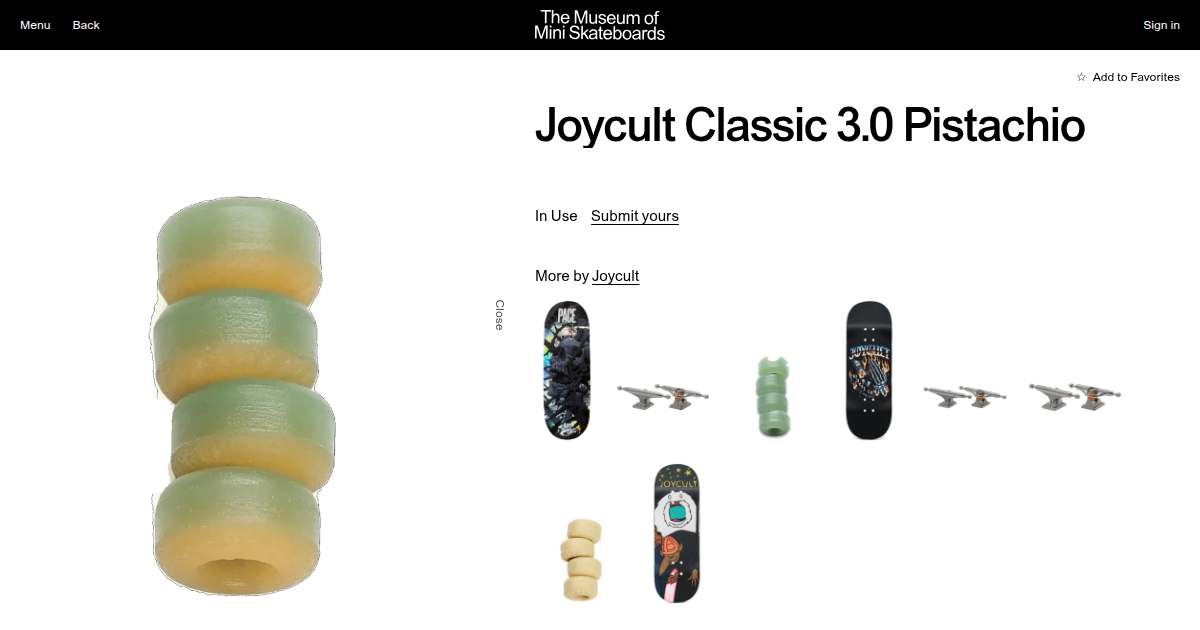 Menu
Back
The Museum of
Mini Skateboards
Sign in
☆ Add to Favorites
Joycult Classic 3.0 Pistachio
In Use
Submit yours
More by Joycult
Close
PACE
JOYCULT
JOYCULT